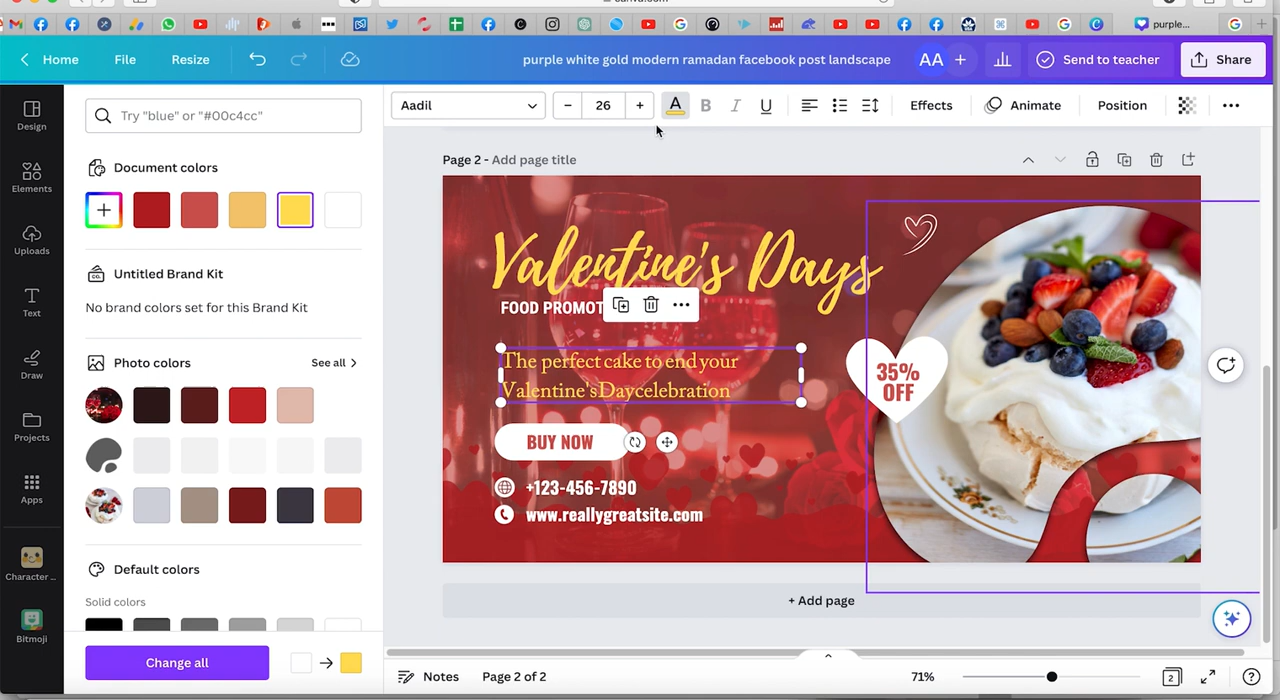 canva.com
purple...
Home
File
Resize
purple white gold modern ramadan facebook post landscape
AA
+
Send to teacher
Share
Design
Elements
Uploads
Text
Draw
Projects
Apps
Character ...
Bitmoji
Try "blue" or "#00c4cc"
Document colors
Untitled Brand Kit
No brand colors set for this Brand Kit
Photo colors
See all
Default colors
Solid colors
Change all
Aadil
– 26 +
A
B
I
U
Effects
Animate
Position
Page 2 - Add page title
Valentine's Days
FOOD PROMOT
The perfect cake to end your
Valentine's Daycelebration
35%
OFF
BUY NOW
+123-456-7890
www.reallygreatsite.com
+ Add page
Notes
Page 2 of 2
71%
2
?